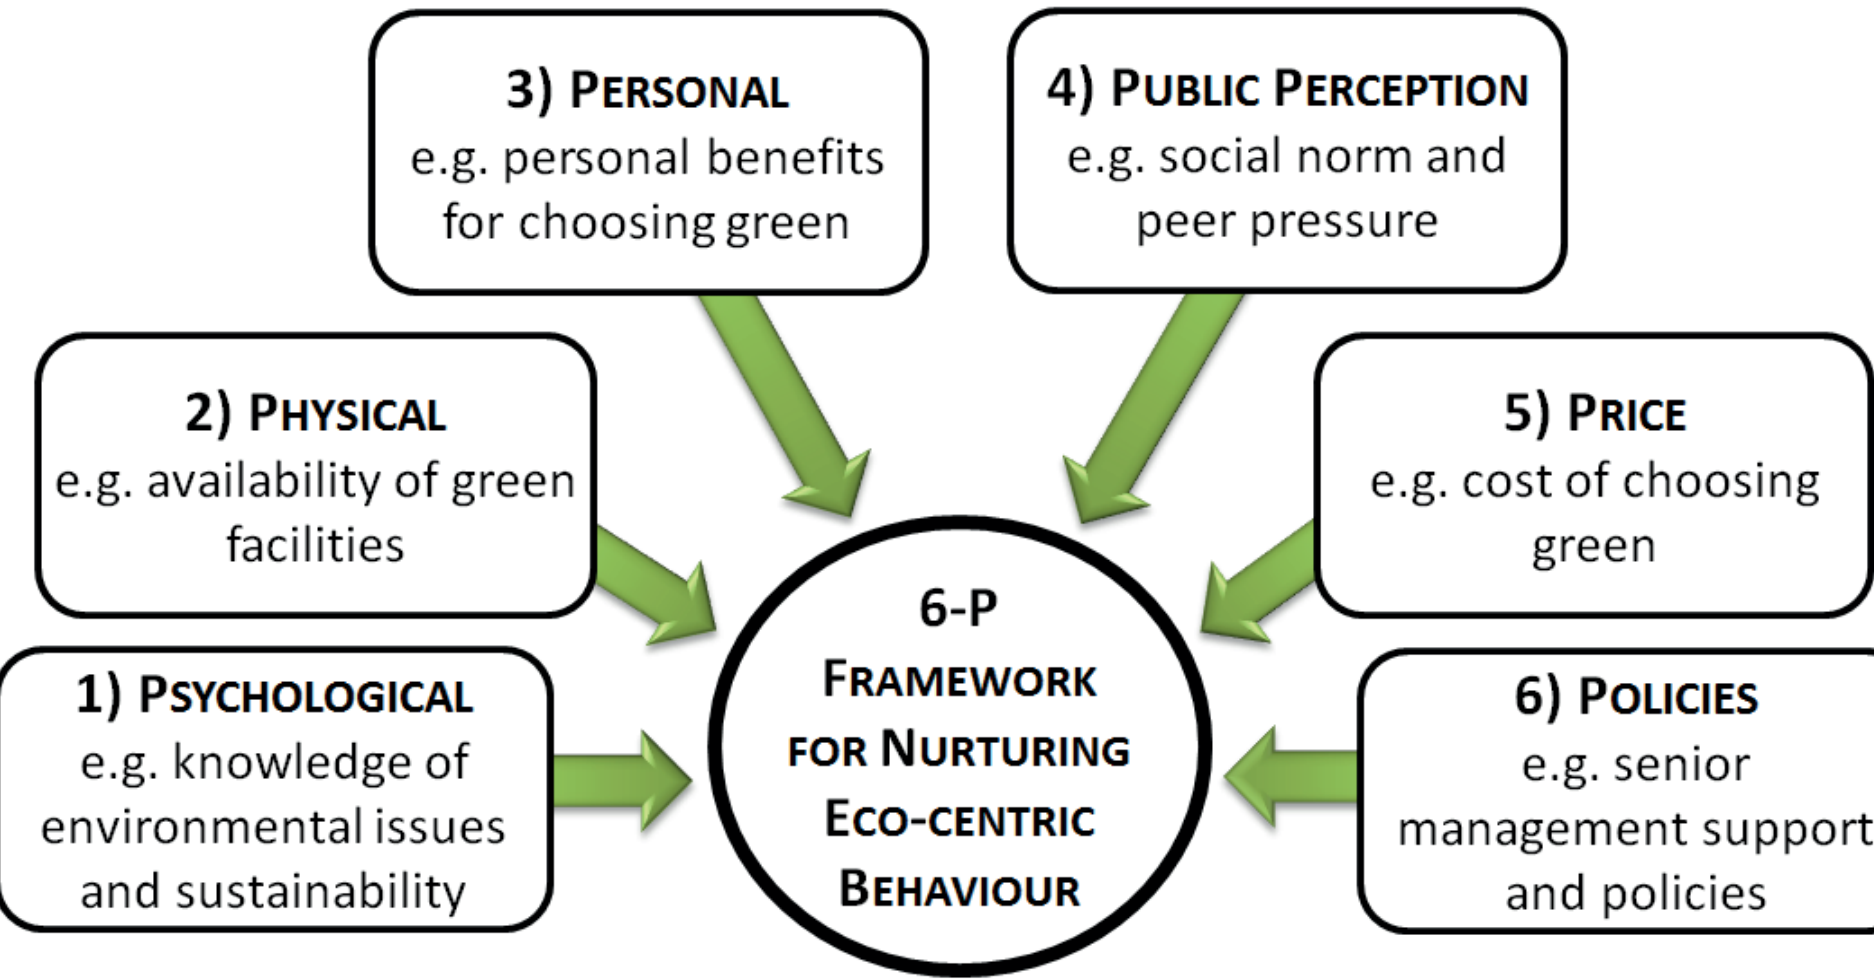 3) PERSONAL
e.g. personal benefits
for choosing green
4) PUBLIC PERCEPTION
e.g. social norm and
peer pressure
2) PHYSICAL
e.g. availability of green
facilities
5) PRICE
e.g. cost of choosing
green
1) PSYCHOLOGICAL
e.g. knowledge of
environmental issues
and sustainability
6-P
FRAMEWORK
FOR NURTURING
ECO-CENTRIC
BEHAVIOUR
6) POLICIES
e.g. senior
management support
and policies